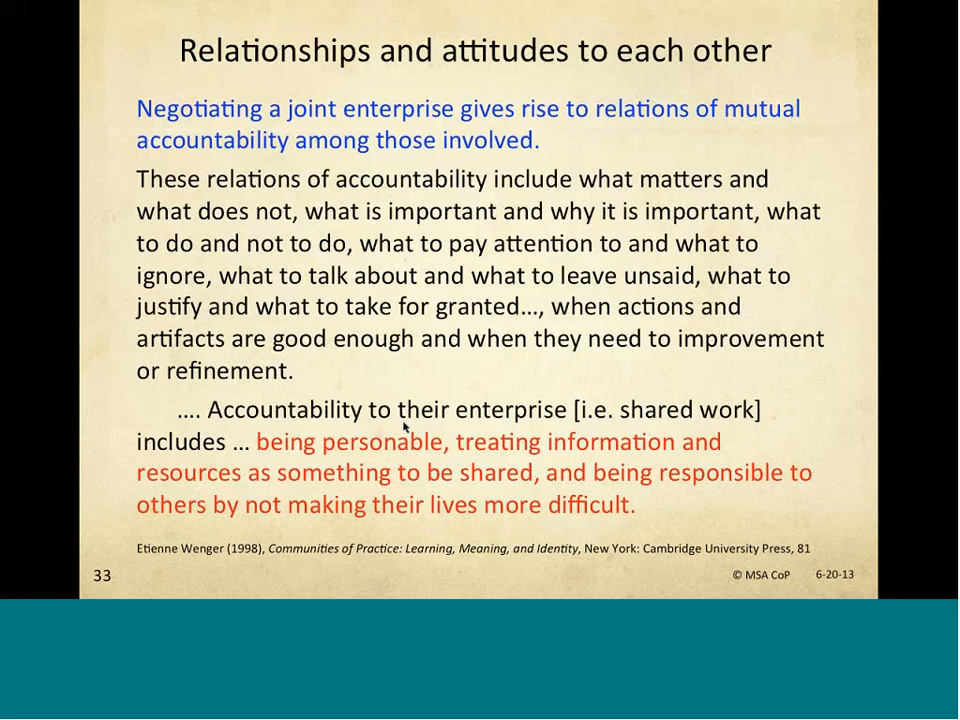 Relationships and attitudes to each other
Negotiating a joint enterprise gives rise to relations of mutual
accountability among those involved.
These relations of accountability include what matters and
what does not, what is important and why it is important, what
to do and not to do, what to pay attention to and what to
ignore, what to talk about and what to leave unsaid, what to
justify and what to take for granted…, when actions and
artifacts are good enough and when they need to improvement
or refinement.
…. Accountability to their enterprise [i.e. shared work]
includes … being personable, treating information and
resources as something to be shared, and being responsible to
others by not making their lives more difficult.
Etienne Wenger (1998), Communities of Practice: Learning, Meaning, and Identity, New York: Cambridge University Press, 81
33 © MSA CoP 6-20-13